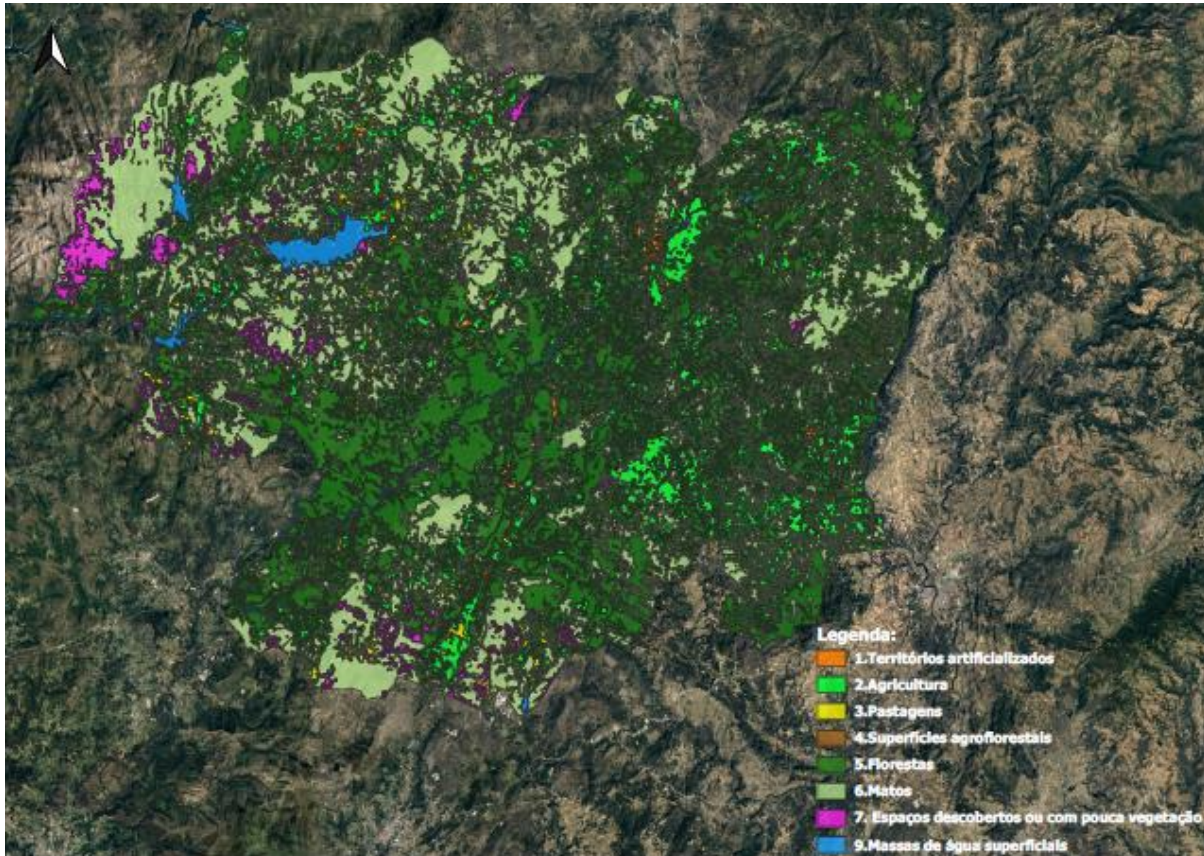 Legenda:
1.Territórios artificializados
2.Agricultura
3.Pastagens
4.Superfícies agroflorestais
5.Florestas
6.Matos
7. Espaços descobertos ou com pouca vegetação
9.Massas de água superficiais